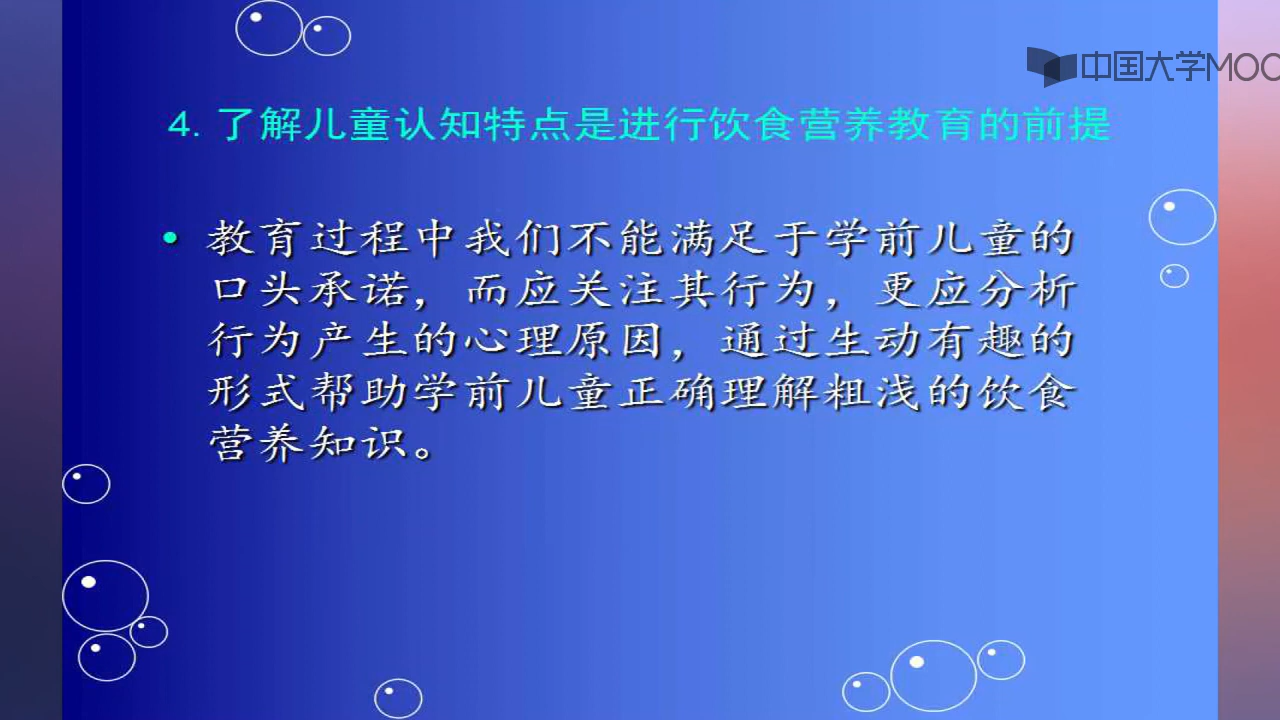 中国大学MOO
4. 了解儿童认知特点是进行饮食营养教育的前提
• 教育过程中我们不能满足于学前儿童的
口头承诺，而应关注其行为，更应分析
行为产生的心理原因，通过生动有趣的
形式帮助学前儿童正确理解粗浅的饮食
营养知识。